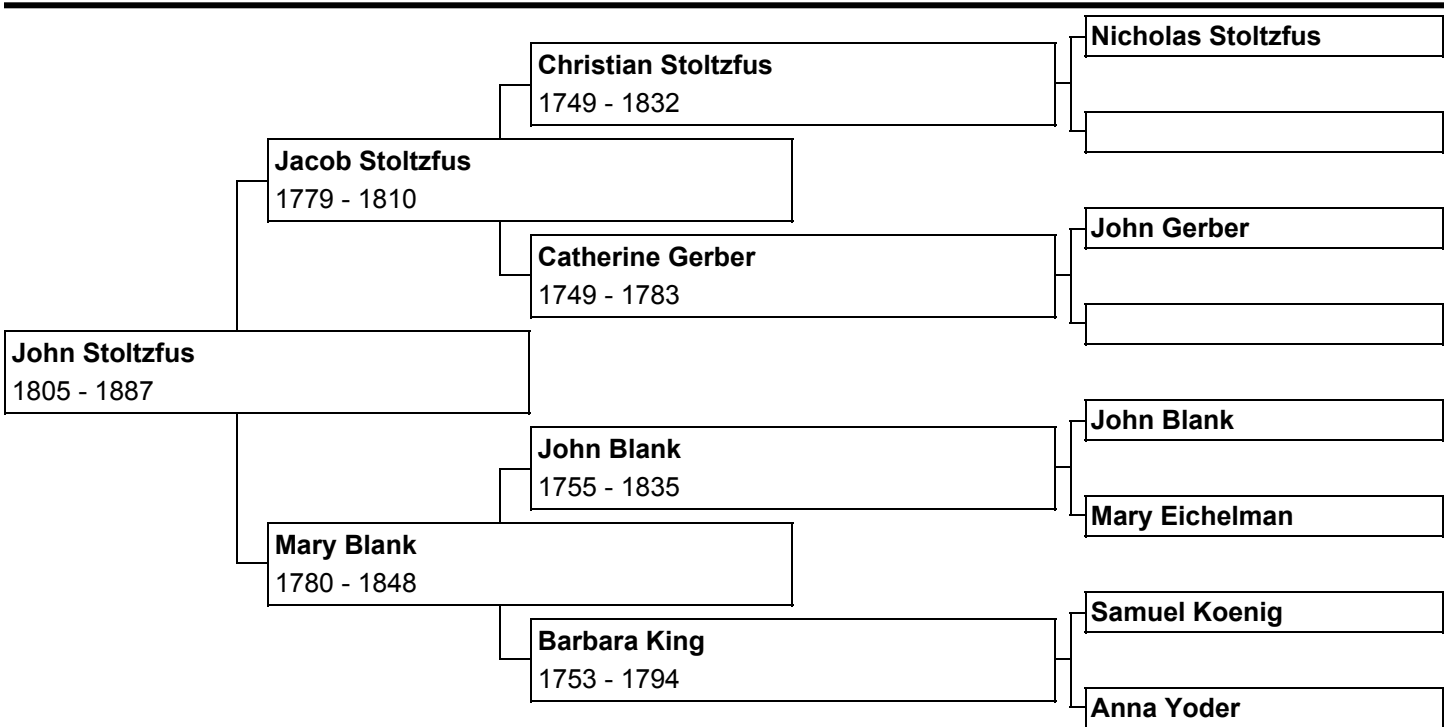 Nicholas Stoltzfus
Christian Stoltzfus
1749 - 1832
Jacob Stoltzfus
1779 - 1810
John Gerber
Catherine Gerber
1749 - 1783
John Stoltzfus
1805 - 1887
John Blank
John Blank
1755 - 1835
Mary Eichelman
Mary Blank
1780 - 1848
Samuel Koenig
Barbara King
1753 - 1794
Anna Yoder